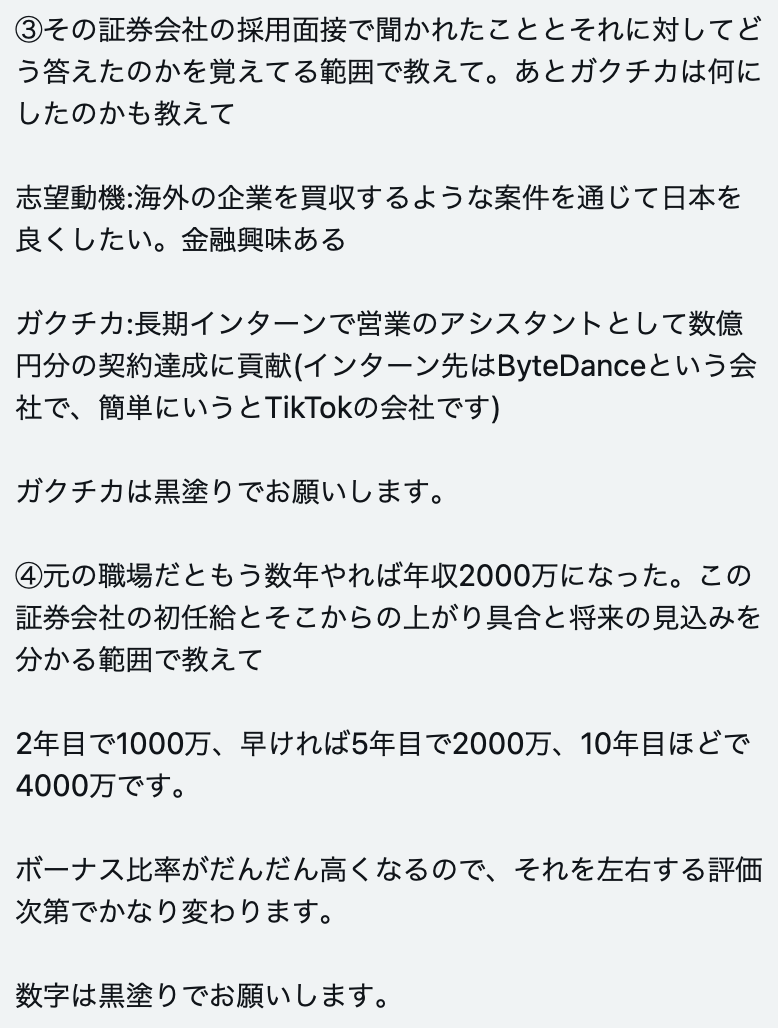 ③その証券会社の採用面接で聞かれたこととそれに対してど
う答えたのかを覚えてる範囲で教えて。あとガクチカは何に
したのかも教えて
志望動機:海外の企業を買収するような案件を通じて日本を
良くしたい。金融興味ある
ガクチカ:長期インターンで営業のアシスタントとして数億
円分の契約達成に貢献(インターン先はByteDanceという会
社で、簡単にいうとTikTokの会社です)
ガクチカは黒塗りでお願いします。
④元の職場だともう数年やれば年収2000万になった。この
証券会社の初任給とそこからの上がり具合と将来の見込みを
分かる範囲で教えて
2年目で1000万、早ければ5年目で2000万、10年目ほどで
4000万です。
ボーナス比率がだんだん高くなるので、それを左右する評価
次第でかなり変わります。
数字は黒塗りでお願いします。